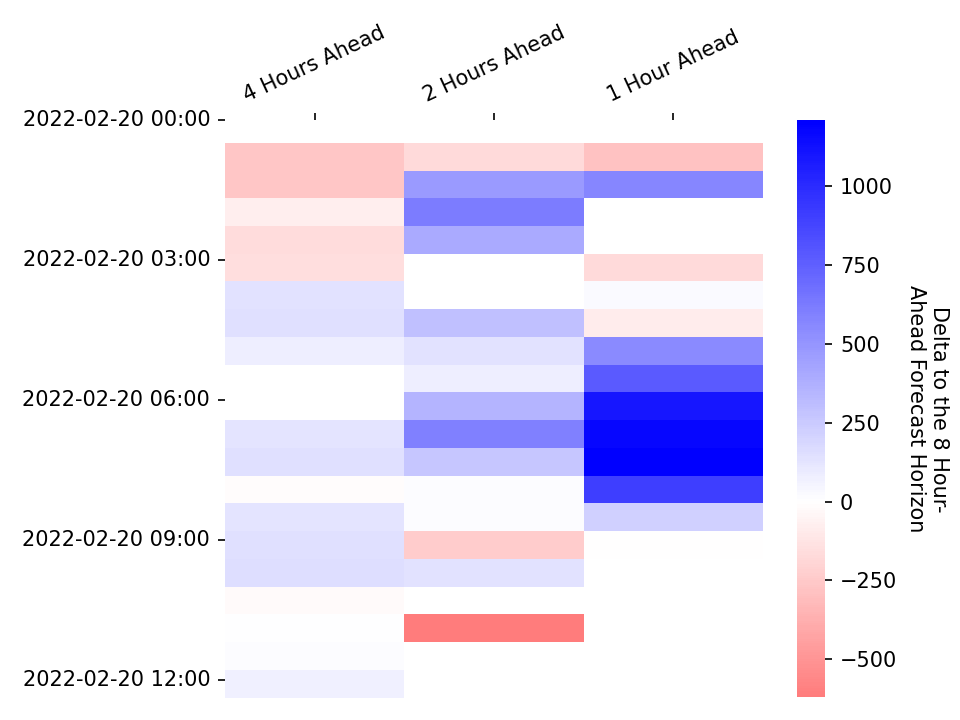 4 Hours Ahead
2 Hours Ahead
1 Hour Ahead
2022-02-20 00:00
2022-02-20 03:00
2022-02-20 06:00
2022-02-20 09:00
2022-02-20 12:00
1000
750
500
250
0
−250
−500
Delta to the 8 Hour-
Ahead Forecast Horizon